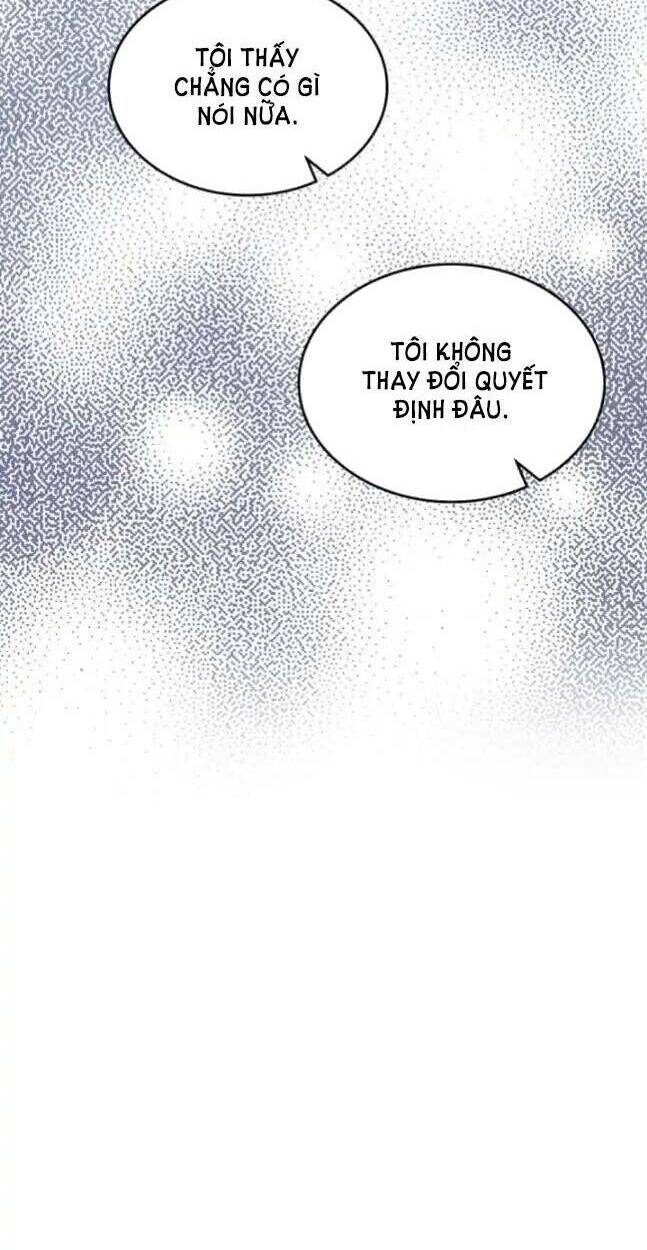 TÔI THẤY
CHẲNG CÓ GÌ
NÓI NỮA.
TÔI KHÔNG
THAY ĐỔI QUYẾT
ĐỊNH ĐÂU.